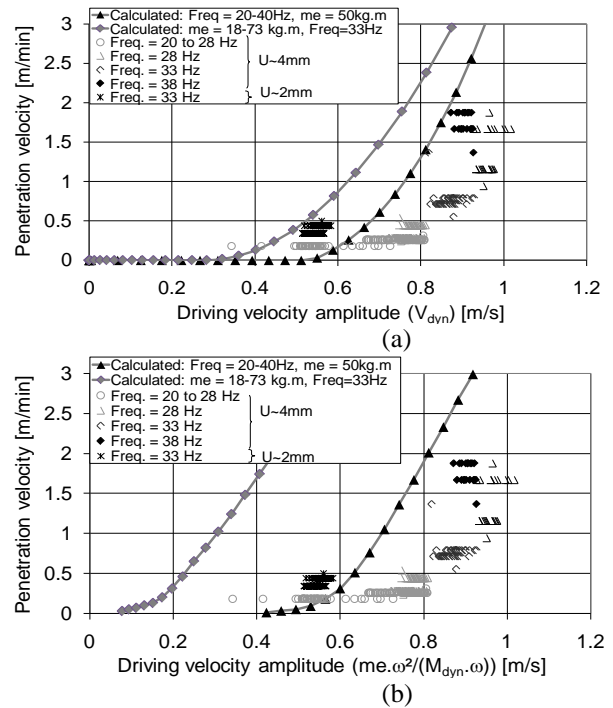 Calculated: Freq = 20-40Hz, me = 50kg.m
Calculated: me = 18-73 kg.m, Freq=33Hz
Freq. = 20 to 28 Hz
Freq. = 28 Hz
Freq. = 33 Hz
Freq. = 38 Hz
Freq. = 33 Hz
U~4mm
U~2mm
Penetration velocity [m/min]
3
2.5
2
1.5
1
0.5
0
0 0.2 0.4 0.6 0.8 1 1.2
Driving velocity amplitude (Vdyn) [m/s]
(a)
Calculated: Freq = 20-40Hz, me = 50kg.m
Calculated: me = 18-73 kg.m, Freq=33Hz
Freq. = 20 to 28 Hz
Freq. = 28 Hz
Freq. = 33 Hz
Freq. = 38 Hz
Freq. = 33 Hz
U~4mm
U~2mm
Penetration velocity [m/min]
3
2.5
2
1.5
1
0.5
0
0 0.2 0.4 0.6 0.8 1 1.2
Driving velocity amplitude (me.ω²/(Mdyn.ω)) [m/s]
(b)